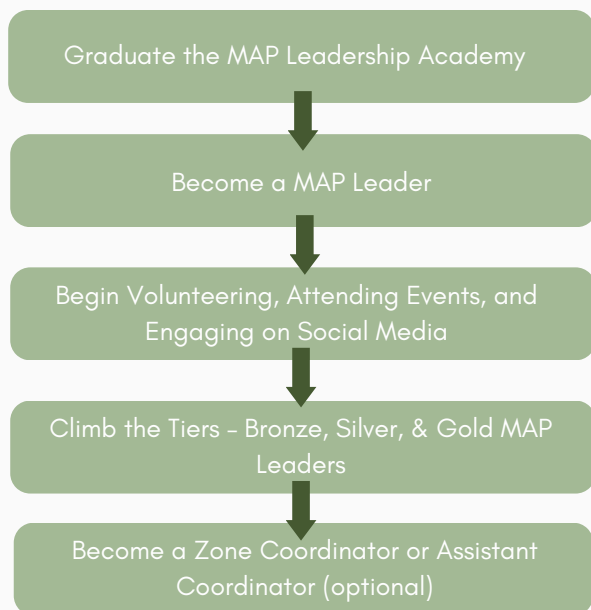 Graduate the MAP Leadership Academy
Become a MAP Leader
Begin Volunteering, Attending Events, and
Engaging on Social Media
Climb the Tiers - Bronze, Silver, & Gold MAP
Leaders
Become a Zone Coordinator or Assistant
Coordinator (optional)